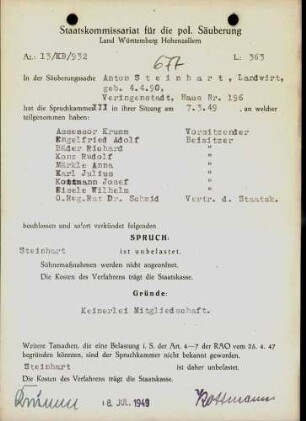 Staatskommissariat für die pol. Säuberung
Land Württemberg Hohenzollern
Az.: 13/KB/932
L: 363
677
In der Säuberungssache Anton Steinhart, Landwirt,
geb. 4.4.90,
Veringenstadt, Haus Nr. 196
hat die Spruchkammer XIII in ihrer Sitzung am 7.3.49, an welcher
teilgenommen haben:
Assessor Krumm Vorsitzender
Engelfried Adolf Beisitzer
Bäder Richard "
Konz Rudolf "
Märkle Anna "
Karl Julius "
Kottmann Josef "
Eisele Wilhelm "
O.Reg.Rat Dr. Schmid Vertr. d. Staatsk.
beschlossen und sofort verkündet folgenden
SPRUCH:
Steinhart ist unbelastet.
Sühnemaßnahmen werden nicht angeordnet.
Die Kosten des Verfahrens trägt die Staatskasse.
Gründe:
Keinerlei Mitgliedschaft.
Weitere Tatsachen, die eine Belastung i. S. der Art. 4—7 der RAO vom 26. 4. 47
begründen können, sind der Spruchkammer nicht bekannt geworden.
Steinhart ist daher unbelastet.
Die Kosten des Verfahrens trägt die Staatskasse.
Krumm 18. JUL. 1949 Kottmann